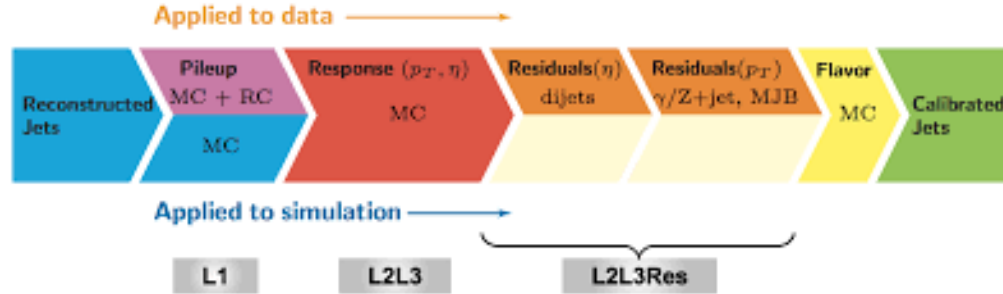 Applied to data
Reconstructed
Jets
Pileup
MC + RC
MC
Response (p_T, η)
MC
Residuals(η)
dijets
Residuals(p_T)
γ/Z+jet, MJB
Flavor
MC
Calibrated
Jets
Applied to simulation
L1
L2L3
L2L3Res